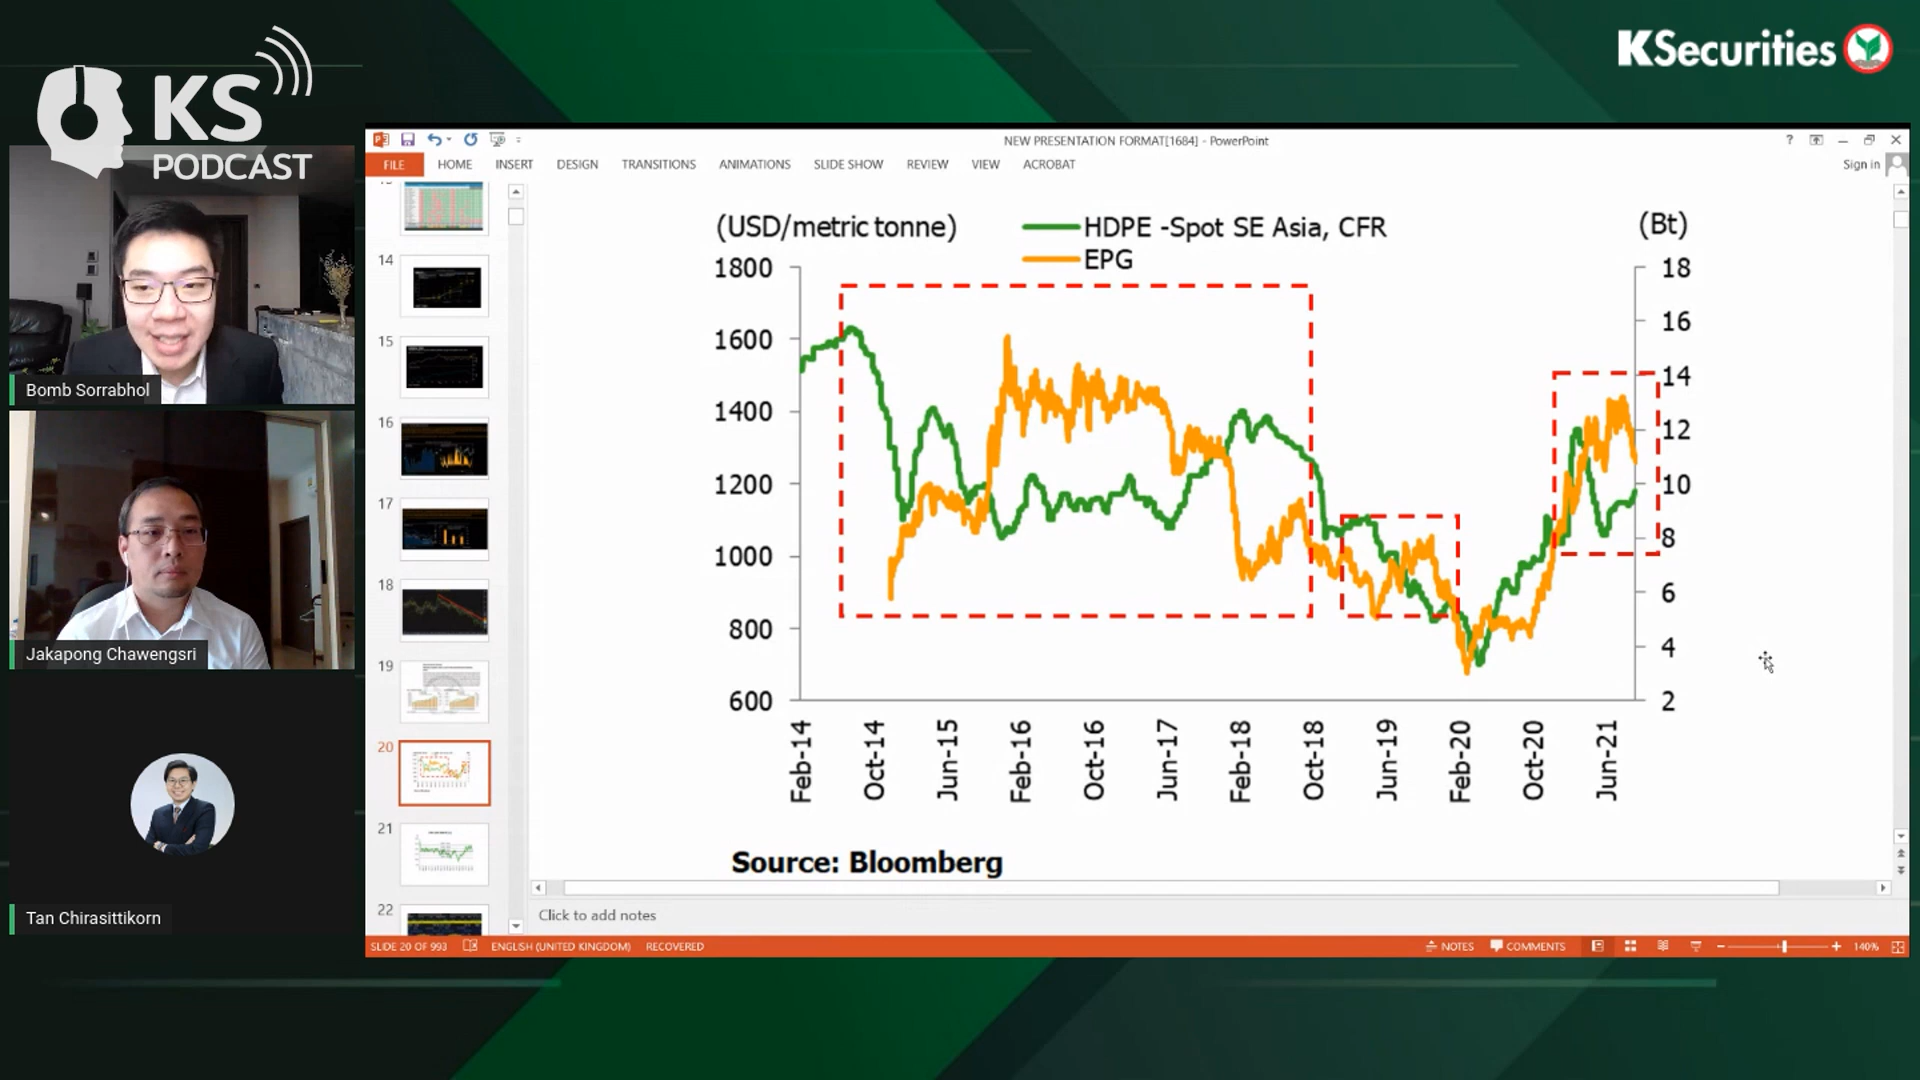 KS
PODCAST
KSecurities
NEW PRESENTATION FORMAT[1684] - PowerPoint
?
FILE HOME INSERT DESIGN TRANSITIONS ANIMATIONS SLIDE SHOW REVIEW VIEW ACROBAT
Sign in
Bomb Sorrabhol
Jakapong Chawengsri
Tan Chirasittikorn
14
15
16
17
18
19
20
21
22
(USD/metric tonne)
HDPE -Spot SE Asia, CFR
EPG
(Bt)
1800
1600
1400
1200
1000
800
600
18
16
14
12
10
8
6
4
2
Feb-14
Oct-14
Jun-15
Feb-16
Oct-16
Jun-17
Feb-18
Oct-18
Jun-19
Feb-20
Oct-20
Jun-21
Source: Bloomberg
Click to add notes
SLIDE 20 OF 993 ENGLISH (UNITED KINGDOM) RECOVERED
NOTES COMMENTS 140%